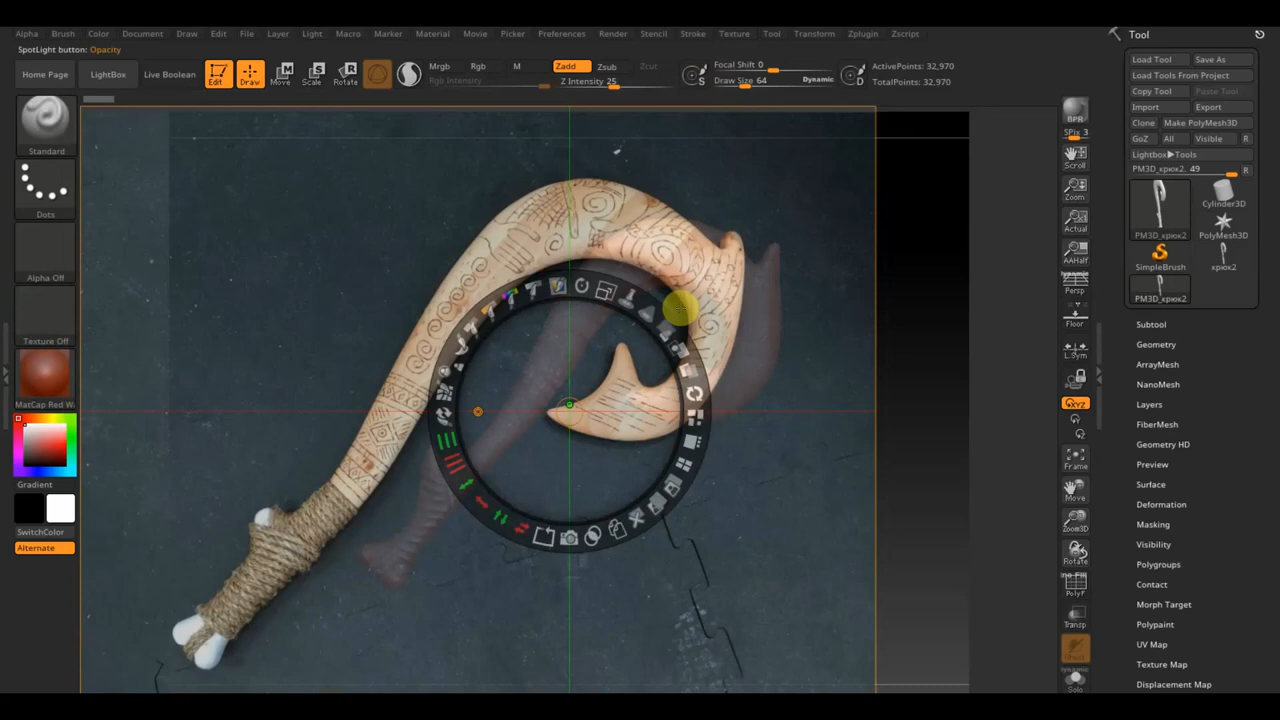 Alpha Brush Color Document Draw Edit File Layer Light Macro Marker Material Movie Picker Preferences Render Stencil Stroke Texture Tool Transform Zplugin Zscript
Tool
SpotLight button: Opacity
Home Page LightBox Live Boolean Edit Draw Move Scale Rotate
Mrgb Rgb M Zadd Zsub Zcut
Rgb Intensity Z Intensity 25
Focal Shift 0
Draw Size 64 Dynamic
S
D
ActivePoints: 32,970
TotalPoints: 32,970
Standard
Dots
Alpha Off
Texture Off
MatCap Red W
Gradient
SwitchColor
Alternate
BPR
SPix 3
Scroll
Zoom
Actual
AAHalf
Dynamic
Persp
Floor
L.Sym
XYZ
Y
Z
Frame
Move
Zoom3D
Rotate
Line Fill
PolyF
Transp
Ghost
Dynamic
Solo
Load Tool Save As
Load Tools From Project
Copy Tool Paste Tool
Import Export
Clone Make PolyMesh3D
GoZ All Visible R
Lightbox▶Tools
PM3D_крюк2. 49 R
PM3D_крюк2 Cylinder3D
PolyMesh3D
SimpleBrush крюк2
PM3D_крюк2
Subtool
Geometry
ArrayMesh
NanoMesh
Layers
FiberMesh
Geometry HD
Preview
Surface
Deformation
Masking
Visibility
Polygroups
Contact
Morph Target
Polypaint
UV Map
Texture Map
Displacement Map